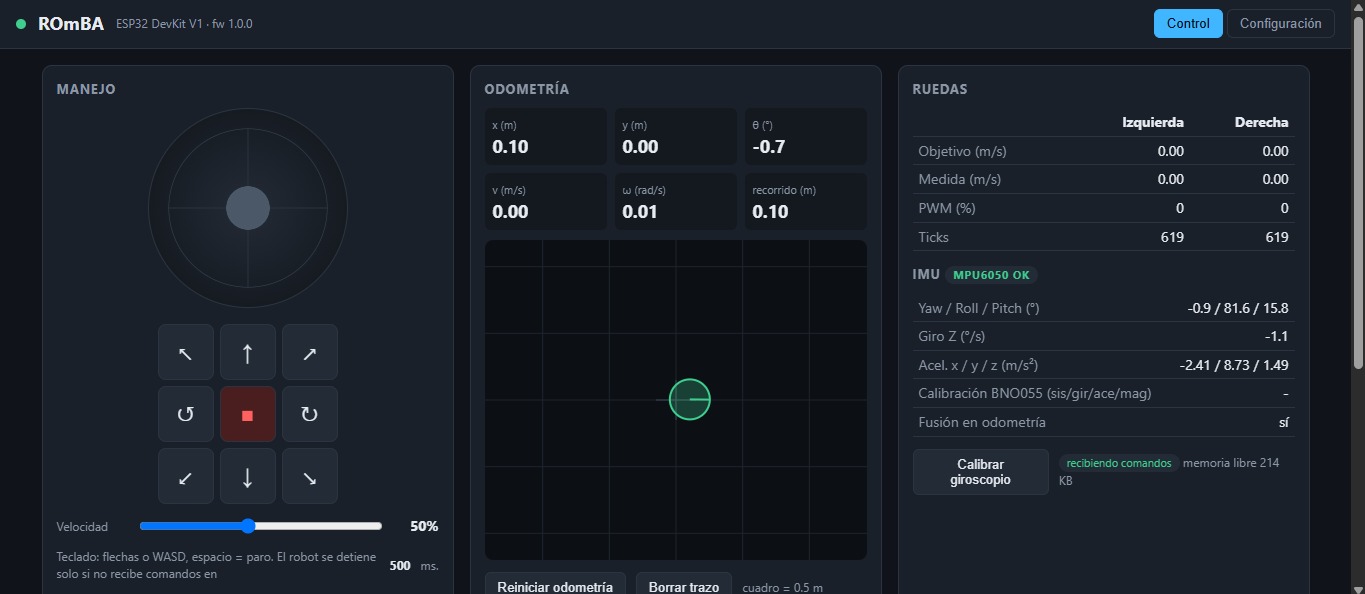 ROmBA ESP32 DevKit V1 · fw 1.0.0 Control Configuración
MANEJO
↖ ↑ ↗
↺ ■ ↻
↙ ↓ ↘
Velocidad 50%
Teclado: flechas o WASD, espacio = paro. El robot se detiene
solo si no recibe comandos en 500 ms.
ODOMETRÍA
x (m) y (m) θ (°)
0.10 0.00 -0.7
v (m/s) ω (rad/s) recorrido (m)
0.00 0.01 0.10
Reiniciar odometría Borrar trazo cuadro = 0.5 m
RUEDAS
Izquierda Derecha
Objetivo (m/s) 0.00 0.00
Medida (m/s) 0.00 0.00
PWM (%) 0 0
Ticks 619 619
IMU MPU6050 OK
Yaw / Roll / Pitch (°) -0.9 / 81.6 / 15.8
Giro Z (°/s) -1.1
Acel. x / y / z (m/s²) -2.41 / 8.73 / 1.49
Calibración BNO055 (sis/gir/ace/mag) -
Fusión en odometría sí
Calibrar
giroscopio
recibiendo comandos memoria libre 214
KB